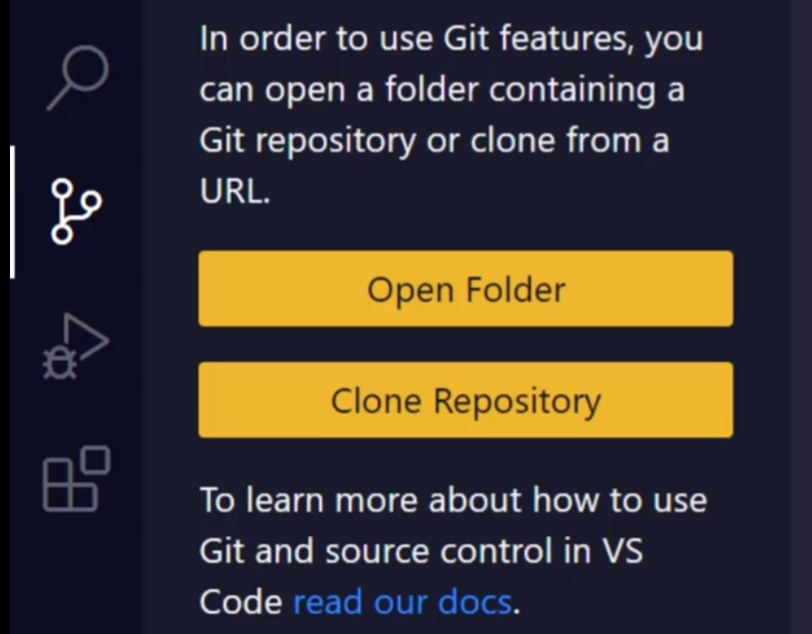 In order to use Git features, you
can open a folder containing a
Git repository or clone from a
URL.
Open Folder
Clone Repository
To learn more about how to use
Git and source control in VS
Code read our docs.